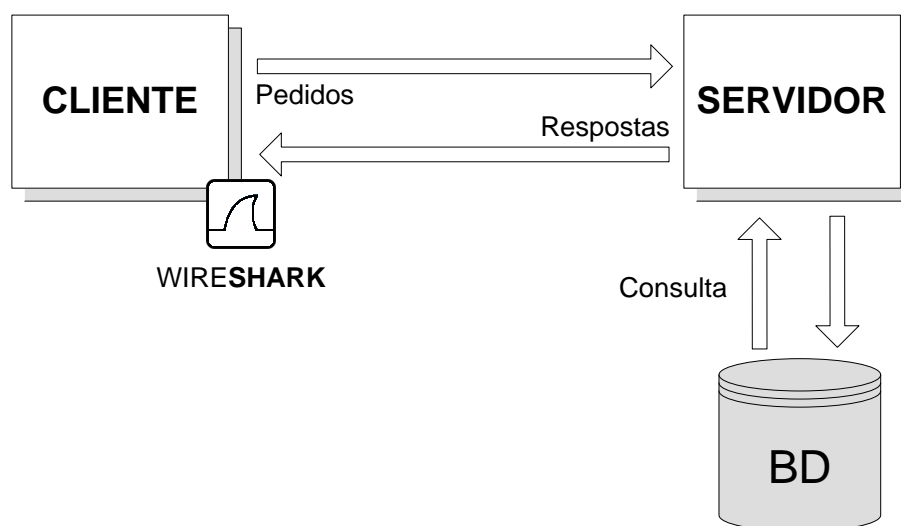 CLIENTE
Pedidos
SERVIDOR
Respostas
WIRESHARK
Consulta
BD